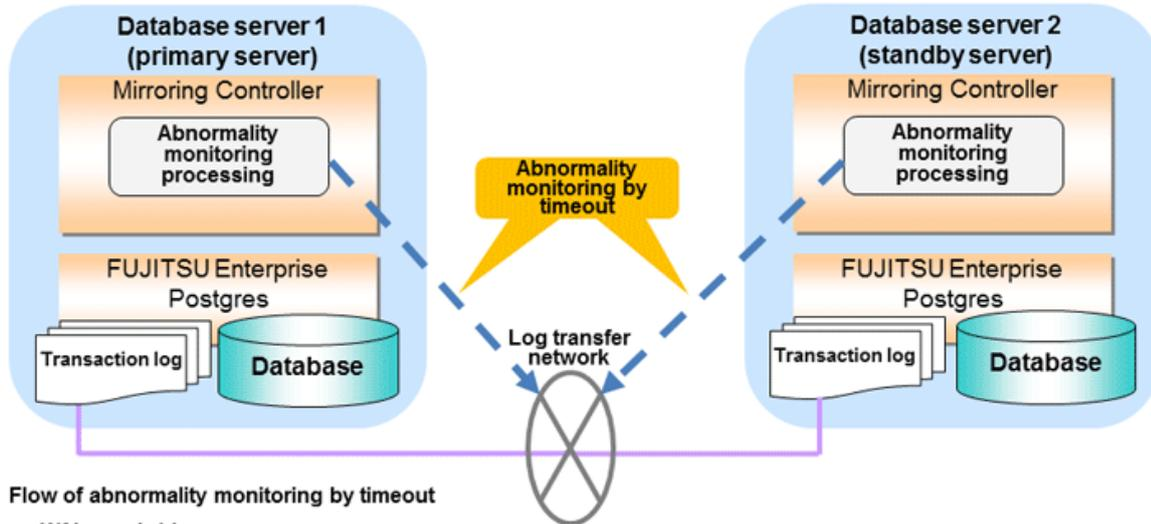 Database server 1
(primary server)
Mirroring Controller
Abnormality
monitoring
processing
FUJITSU Enterprise
Postgres
Transaction log
Database
Abnormality
monitoring by
timeout
Log transfer
network
Database server 2
(standby server)
Mirroring Controller
Abnormality
monitoring
processing
FUJITSU Enterprise
Postgres
Transaction log
Database
Flow of abnormality monitoring by timeout